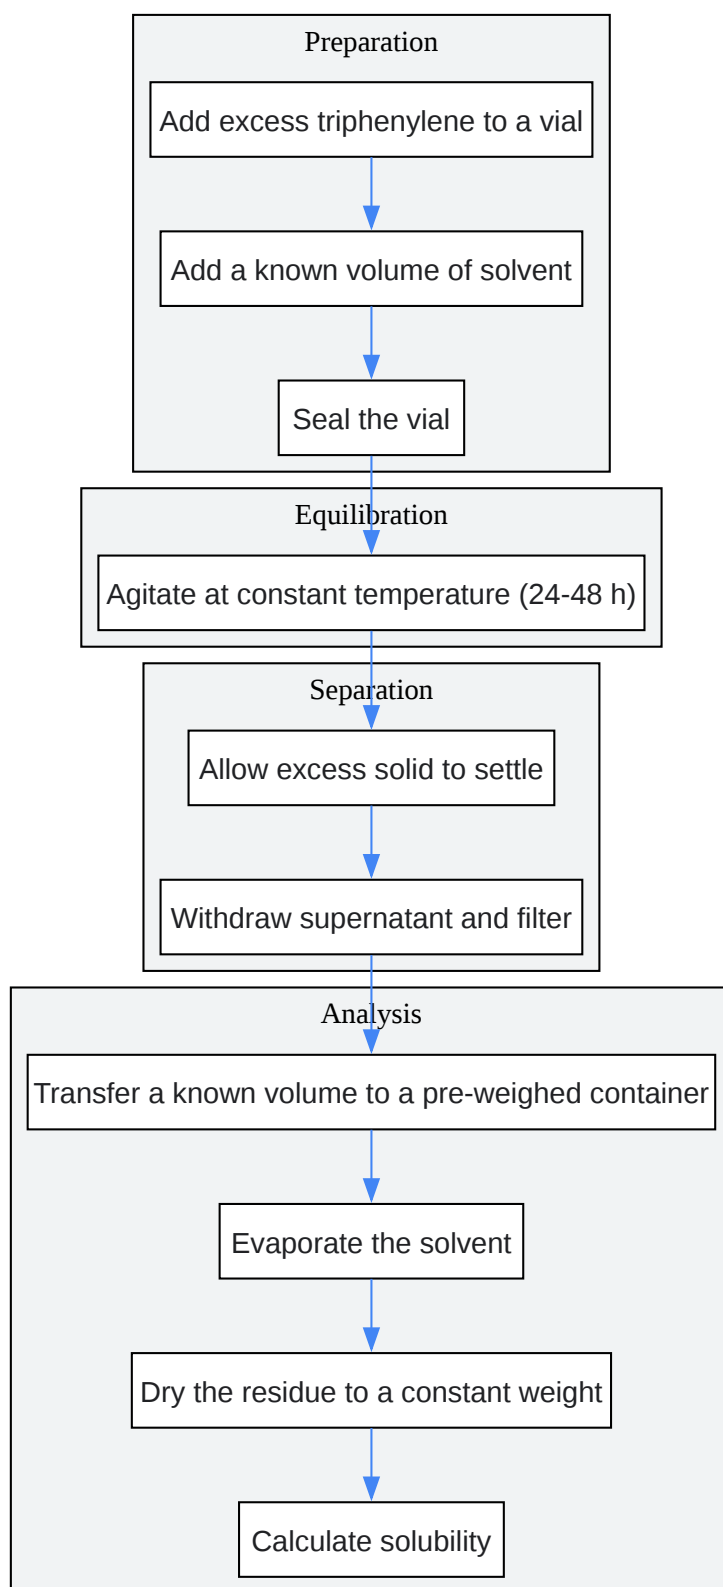 Preparation
Add excess triphenylene to a vial
Add a known volume of solvent
Seal the vial
Equilibration
Agitate at constant temperature (24-48 h)
Separation
Allow excess solid to settle
Withdraw supernatant and filter
Analysis
Transfer a known volume to a pre-weighed container
Evaporate the solvent
Dry the residue to a constant weight
Calculate solubility